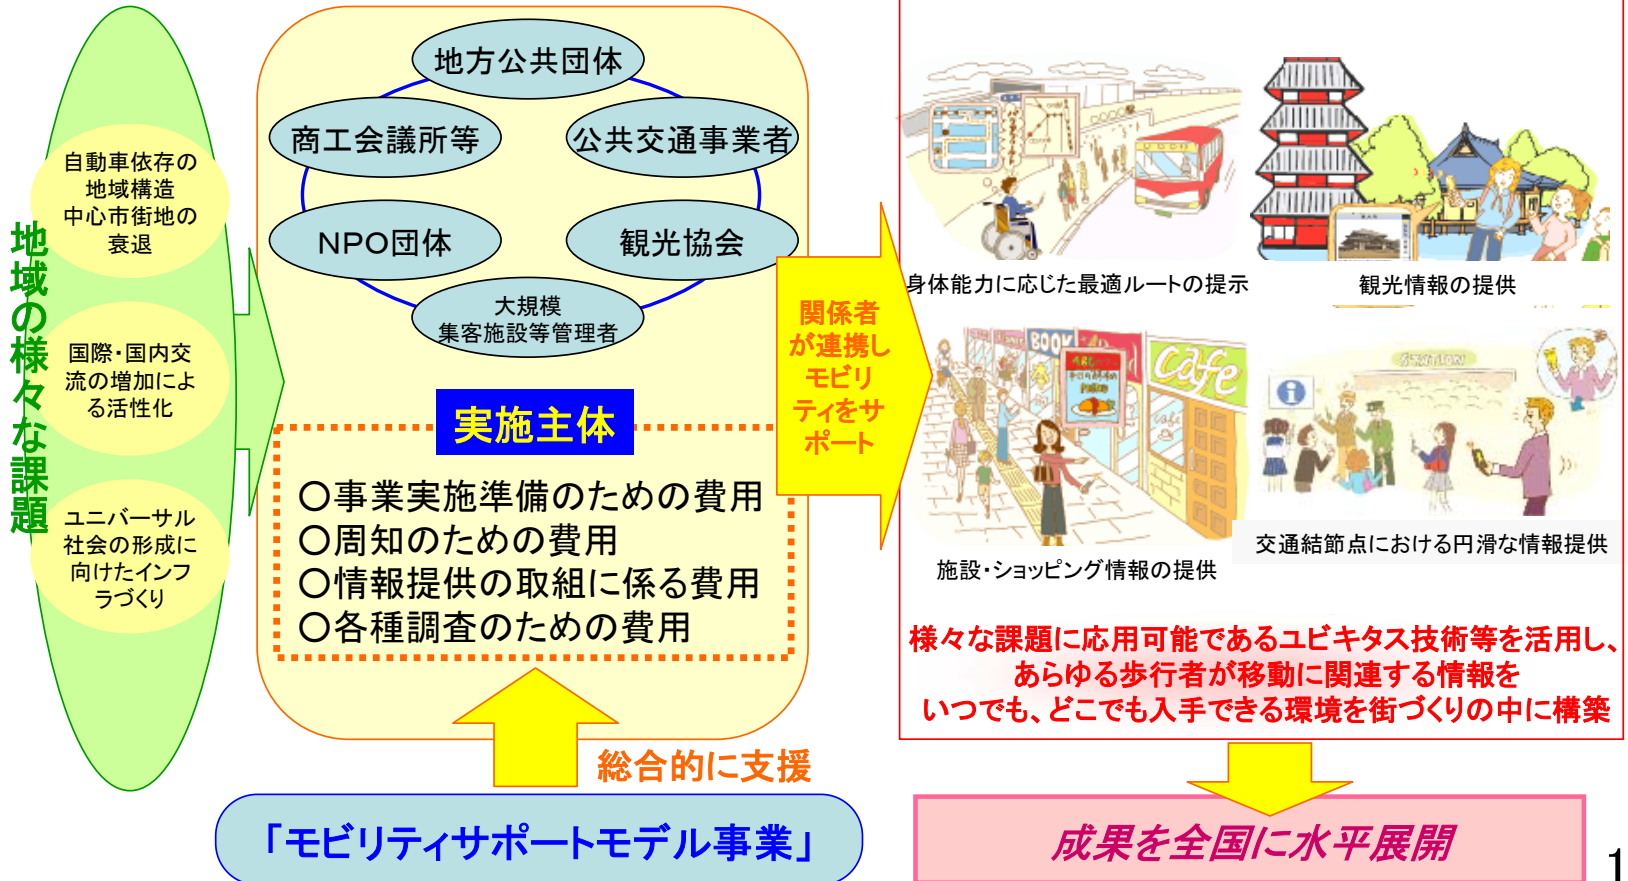 地域の様々な課題
自動車依存の
地域構造
中心市街地の
衰退
国際・国内交
流の増加によ
る活性化
ユニバーサル
社会の形成に
向けたインフ
ラづくり
地方公共団体
商工会議所等
公共交通事業者
NPO団体
観光協会
大規模
集客施設等管理者
実施主体
○事業実施準備のための費用
○周知のための費用
○情報提供の取組に係る費用
○各種調査のための費用
総合的に支援
「モビリティサポートモデル事業」
関係者
が連携し
モビリ
ティをサ
ポート
身体能力に応じた最適ルートの提示
観光情報の提供
BOOK
Cafe
STATION
i
施設・ショッピング情報の提供
交通結節点における円滑な情報提供
様々な課題に応用可能であるユビキタス技術等を活用し、
あらゆる歩行者が移動に関連する情報を
いつでも、どこでも入手できる環境を街づくりの中に構築
成果を全国に水平展開
1